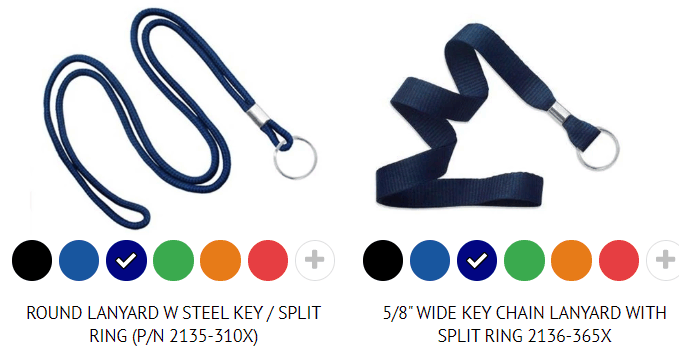 ROUND LANYARD W STEEL KEY / SPLIT
RING (P/N 2135-310X)
5/8" WIDE KEY CHAIN LANYARD WITH
SPLIT RING 2136-365X